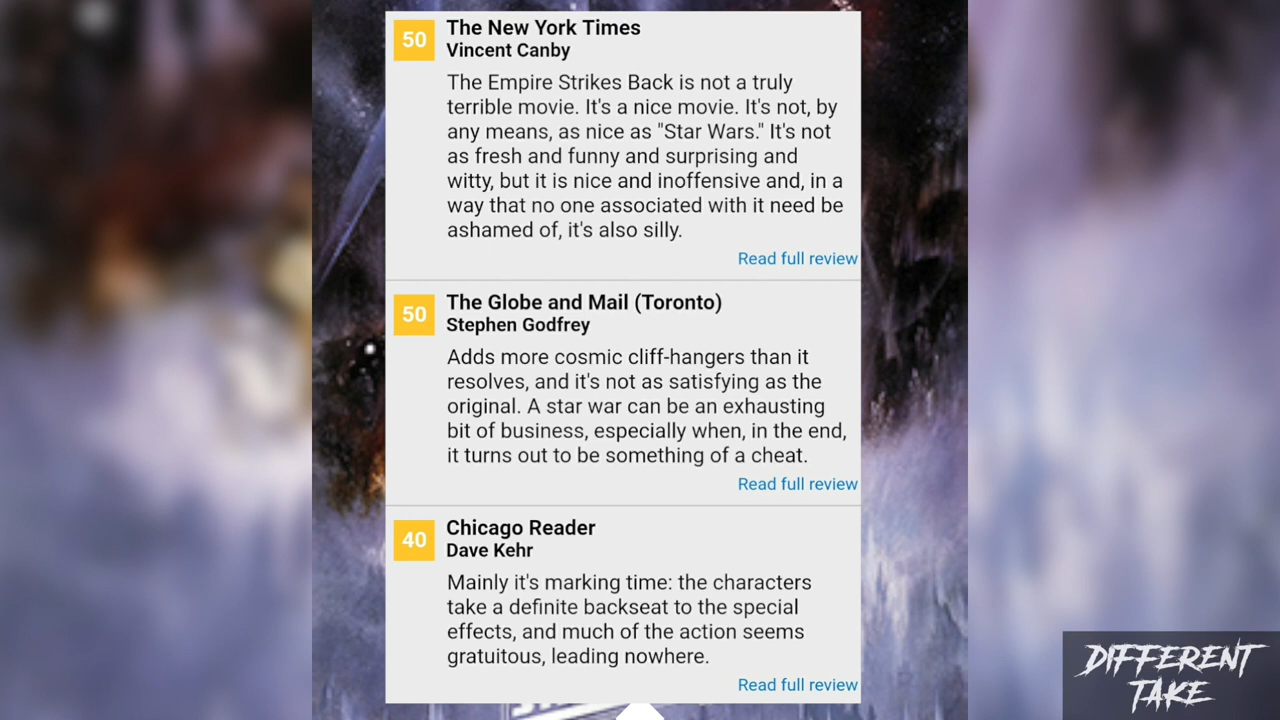 50
The New York Times
Vincent Canby
The Empire Strikes Back is not a truly
terrible movie. It's a nice movie. It's not, by
any means, as nice as "Star Wars." It's not
as fresh and funny and surprising and
witty, but it is nice and inoffensive and, in a
way that no one associated with it need be
ashamed of, it's also silly.
Read full review
50
The Globe and Mail (Toronto)
Stephen Godfrey
Adds more cosmic cliff-hangers than it
resolves, and it's not as satisfying as the
original. A star war can be an exhausting
bit of business, especially when, in the end,
it turns out to be something of a cheat.
Read full review
40
Chicago Reader
Dave Kehr
Mainly it's marking time: the characters
take a definite backseat to the special
effects, and much of the action seems
gratuitous, leading nowhere.
Read full review
DIFFERENT
TAKE